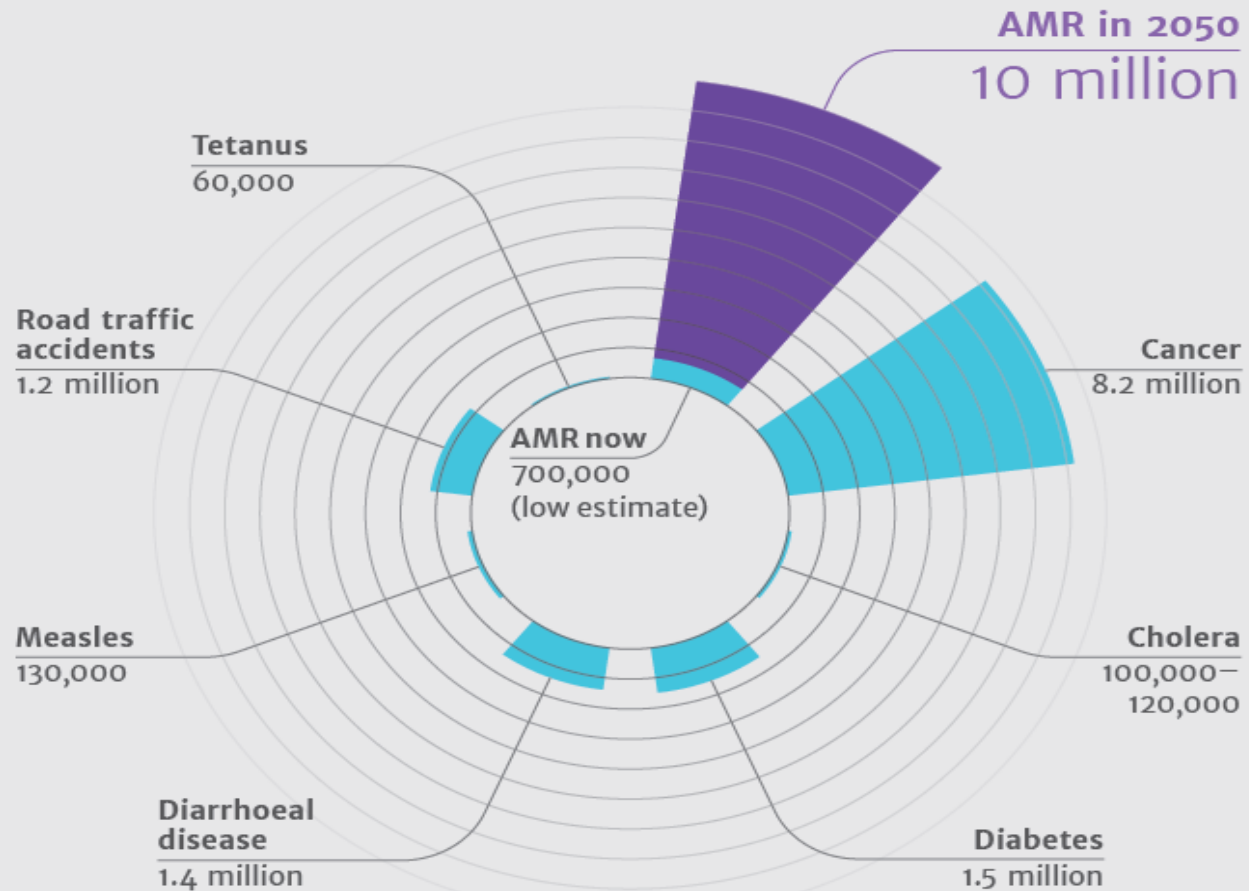 AMR in 2050
10 million
Tetanus
60,000
Road traffic
accidents
1.2 million
Cancer
8.2 million
AMR now
700,000
(low estimate)
Measles
130,000
Cholera
100,000–
120,000
Diarrhoeal
disease
1.4 million
Diabetes
1.5 million